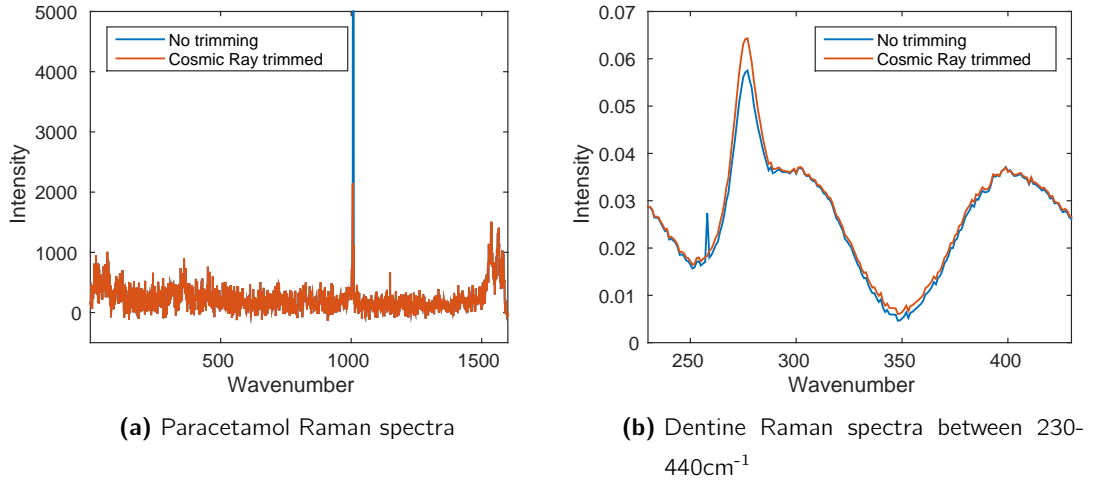 5000
4000
3000
2000
1000
0
Intensity
No trimming
Cosmic Ray trimmed
500
1000
1500
Wavenumber
(a) Paracetamol Raman spectra
0.07
0.06
0.05
0.04
0.03
0.02
0.01
0
Intensity
No trimming
Cosmic Ray trimmed
250
300
350
400
Wavenumber
(b) Dentine Raman spectra between 230-
440cm⁻¹